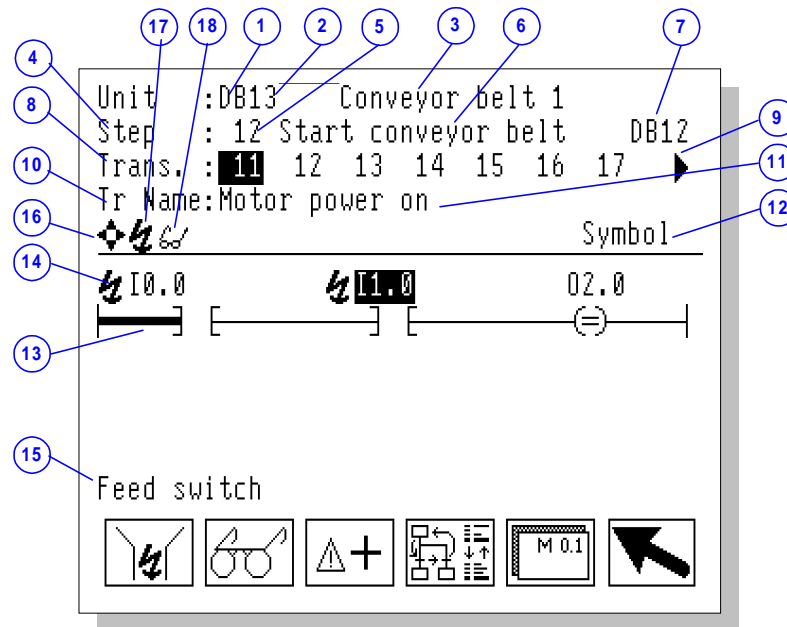 17 18 1 2 5 3 6 7
4
Unit :DB13 Conveyor belt 1
8
Step : 12 Start conveyor belt DB12
9
Trans. : 11 12 13 14 15 16 17
10
11
Tr Name:Motor power on
16
12
Symbol
14
I0.0 I1.0 O2.0
13
(=)
15
Feed switch
M 0.1